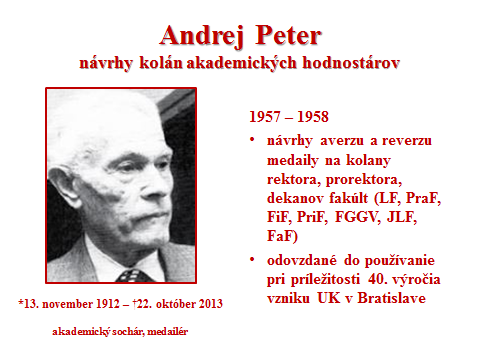 Andrej Peter
návrhy kolán akademických hodnostárov
1957 – 1958
• návrhy averzu a reverzu
medaily na kolany
rektora, prorektora,
dekanov fakúlt (LF, PraF,
FiF, PriF, FGGV, JLF,
FaF)
• odovzdané do používanie
pri príležitosti 40. výročia
vzniku UK v Bratislave
*13. november 1912 – †22. október 2013
akademický sochár, medailér